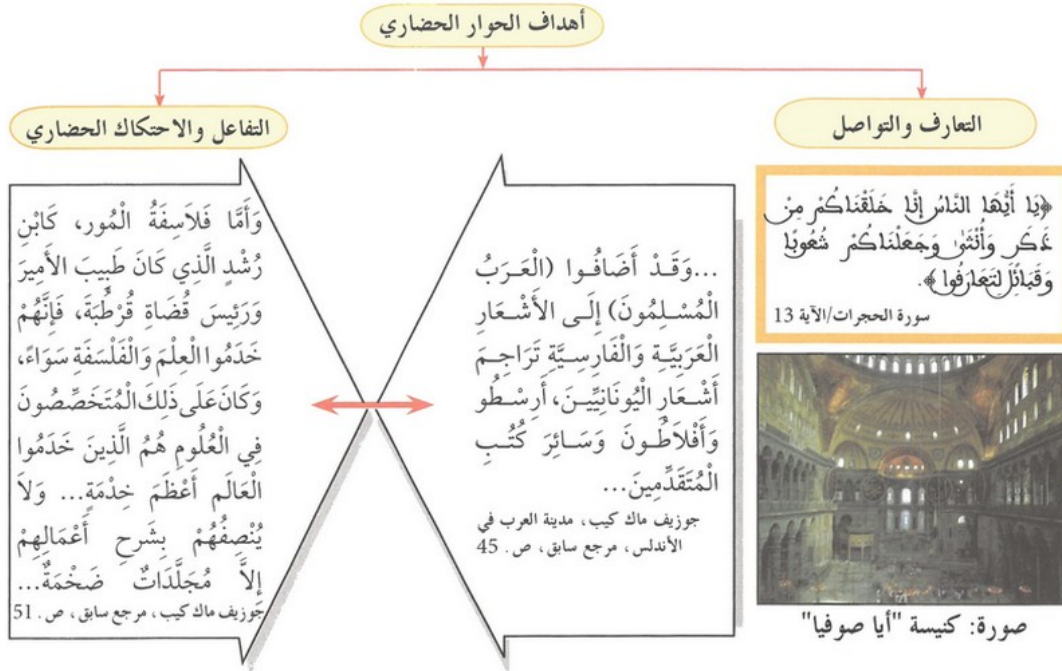 أهداف الحوار الحضاري
التعارف والتواصل
﴿يَا أَيُّهَا النَّاسُ إِنَّا خَلَقْنَاكُمْ مِنْ
ذَكَرٍ وَأُنْثَىٰ وَجَعَلْنَاكُمْ شُعُوبًا
وَقَبَائِلَ لِتَعَارَفُوا﴾.
سورة الحجرات/الآية 13
صورة: كنيسة "أيا صوفيا"
التفاعل والاحتكاك الحضاري
...وَقَدْ أَضَافُوا (الْعَرَبُ
الْمُسْلِمُونَ) إِلَى الْأَشْعَارِ
الْعَرَبِيَّةِ وَالْفَارِسِيَّةِ تَرَاجِمَ
أَشْعَارِ الْيُونَانِيِّينَ، أَرِسْطُو
وَأَفْلَاطُونَ وَسَائِرَ كُتُبِ
الْمُتَقَدِّمِينَ...
جوزيف ماك كيب، مدينة العرب في
الأندلس، مرجع سابق، ص. 45
وَأَمَّا فَلَاسِفَةُ الْمُور، كَابْنِ
رُشْدٍ الَّذِي كَانَ طَبِيبَ الأَمِيرَ
وَرَئِيسَ قُضَاةِ قُرْطُبَةَ، فَإِنَّهُمْ
خَدَمُوا الْعِلْمَ وَالْفَلْسَفَةِ سَوَاءً،
وَكَانَ عَلَى ذَلِكَ الْمُتَخَصِّصُونَ
فِي الْعُلُومِ هُمُ الَّذِينَ خَدَمُوا
الْعَالَم أَعْظَمَ خِدْمَةٍ... وَلاَ
يُنْصِفُهُمْ بِشَرحِ أَعْمَالِهِمْ
إِلاَّ مُجَلَّدَاتٌ ضَخْمَةٌ...
جوزيف ماك كيب، مرجع سابق، ص. 51